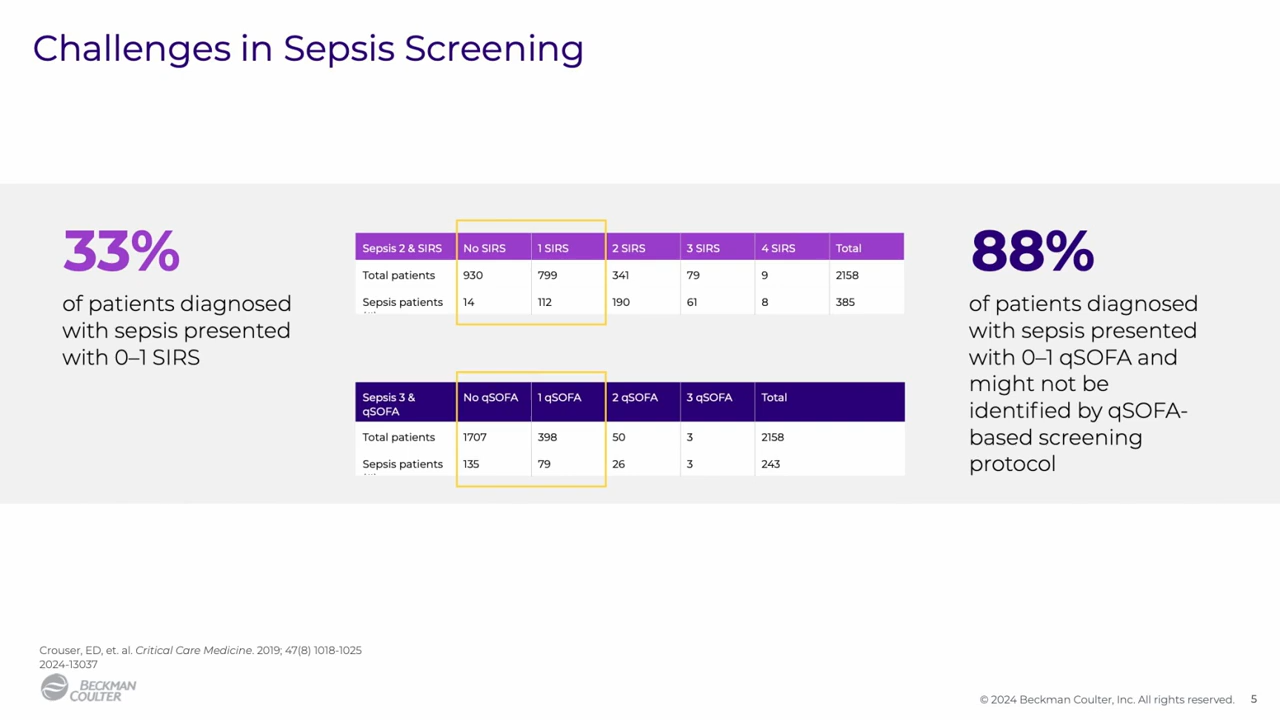 Challenges in Sepsis Screening
33%
of patients diagnosed
with sepsis presented
with 0–1 SIRS
Sepsis 2 & SIRS No SIRS 1 SIRS 2 SIRS 3 SIRS 4 SIRS Total
Total patients 930 799 341 79 9 2158
Sepsis patients 14 112 190 61 8 385
Sepsis 3 & qSOFA No qSOFA 1 qSOFA 2 qSOFA 3 qSOFA Total
Total patients 1707 398 50 3 2158
Sepsis patients 135 79 26 3 243
88%
of patients diagnosed
with sepsis presented
with 0–1 qSOFA and
might not be
identified by qSOFA-
based screening
protocol
Crouser, ED, et. al. Critical Care Medicine. 2019; 47(8) 1018-1025
2024-13037
BECKMAN
COULTER
© 2024 Beckman Coulter, Inc. All rights reserved. 5